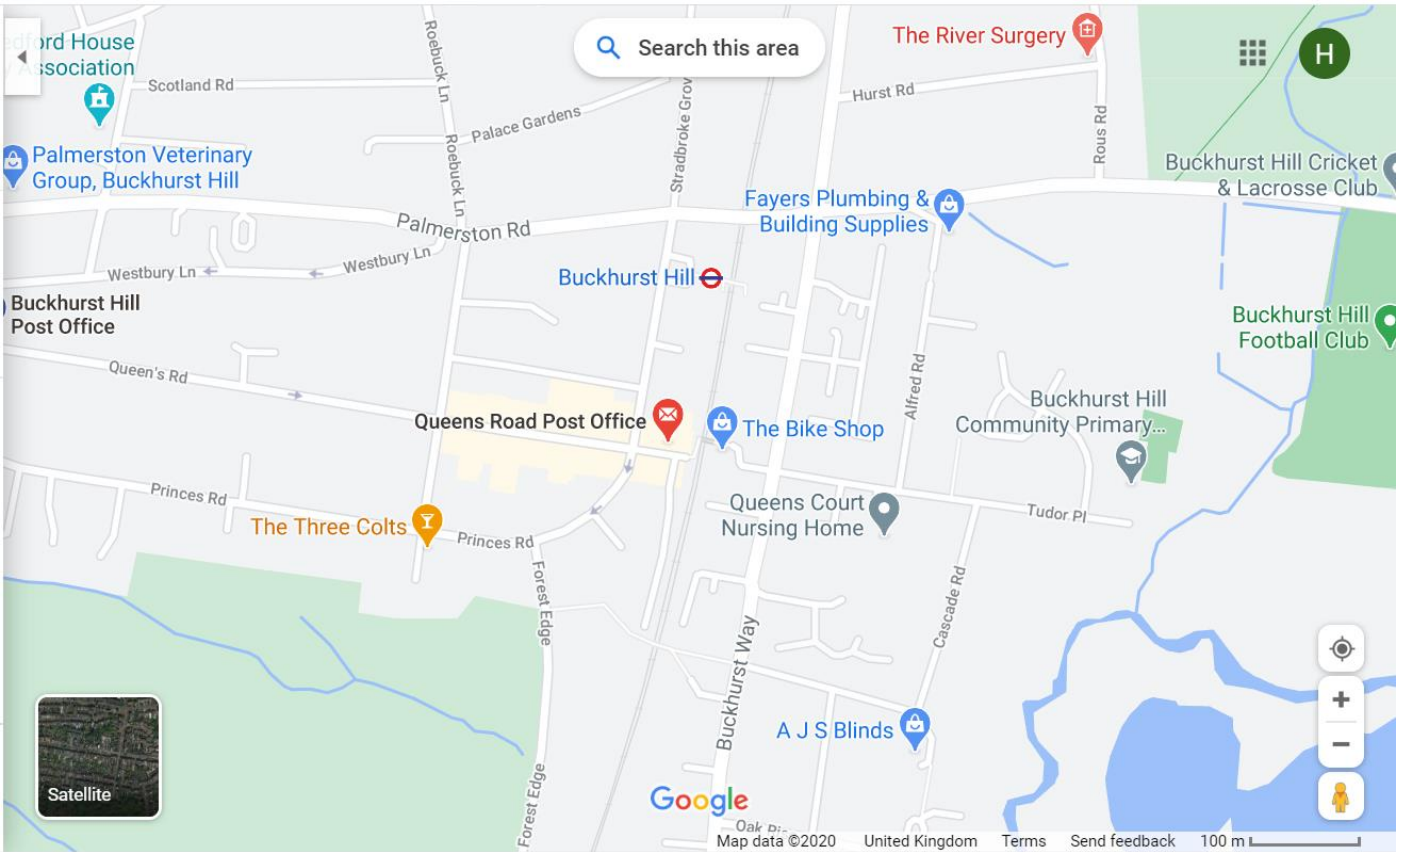 edford House
Association
Scotland Rd
Roebuck Ln
Search this area
The River Surgery
H
Hurst Rd
Palace Gardens
Stradbroke Grov
Roebuck Ln
Rous Rd
Palmerston Veterinary
Group, Buckhurst Hill
Buckhurst Hill Cricket
& Lacrosse Club
Fayers Plumbing &
Building Supplies
Palmerston Rd
Westbury Ln
Westbury Ln
Buckhurst Hill
Buckhurst Hill
Post Office
Buckhurst Hill
Football Club
Queen's Rd
Alfred Rd
Buckhurst Hill
Community Primary...
Queens Road Post Office
The Bike Shop
Princes Rd
Queens Court
Nursing Home
Tudor Pl
The Three Colts
Princes Rd
Forest Edge
Cascade Rd
Buckhurst Way
A J S Blinds
Satellite
Forest Edge
Google
Oak
Map data ©2020
United Kingdom
Terms
Send feedback
100 m